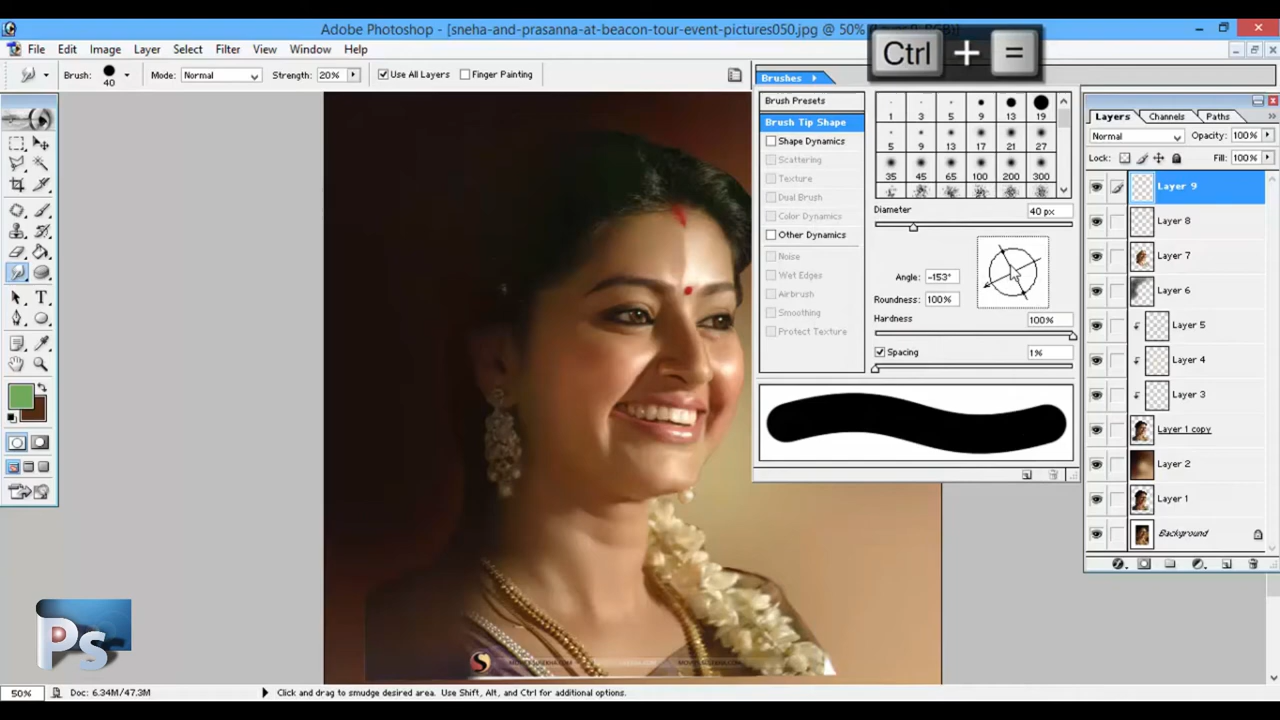 Adobe Photoshop - [sneha-and-prasanna-at-beacon-tour-event-pictures050.jpg @ 50%
Ctrl + =
File Edit Image Layer Select Filter View Window Help
Brush: 40 Mode: Normal Strength: 20% Use All Layers Finger Painting
Brushes
Brush Presets
Brush Tip Shape
Shape Dynamics
Scattering
Texture
Dual Brush
Color Dynamics
Other Dynamics
Noise
Wet Edges
Airbrush
Smoothing
Protect Texture
1 3 5 9 13 19
5 9 13 17 21 27
35 45 65 100 200 300
Diameter 40 px
Angle: -153°
Roundness: 100%
Hardness 100%
Spacing 1%
Layers Channels Paths
Normal Opacity: 100%
Lock: Fill: 100%
Layer 9
Layer 8
Layer 7
Layer 6
Layer 5
Layer 4
Layer 3
Layer 1 copy
Layer 2
Layer 1
Background
Ps
50% Doc: 6.34M/47.3M Click and drag to smudge desired area. Use Shift, Alt, and Ctrl for additional options.